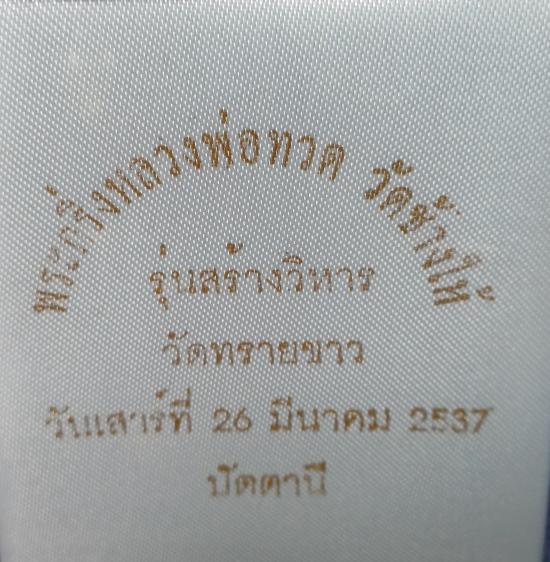 พระกริ่งหลวงพ่อทวด วัดช้างให้
รุ่นสร้างวิหาร
วัดทรายขาว
วันเสาร์ที่ 26 มีนาคม 2537
ปัตตานี